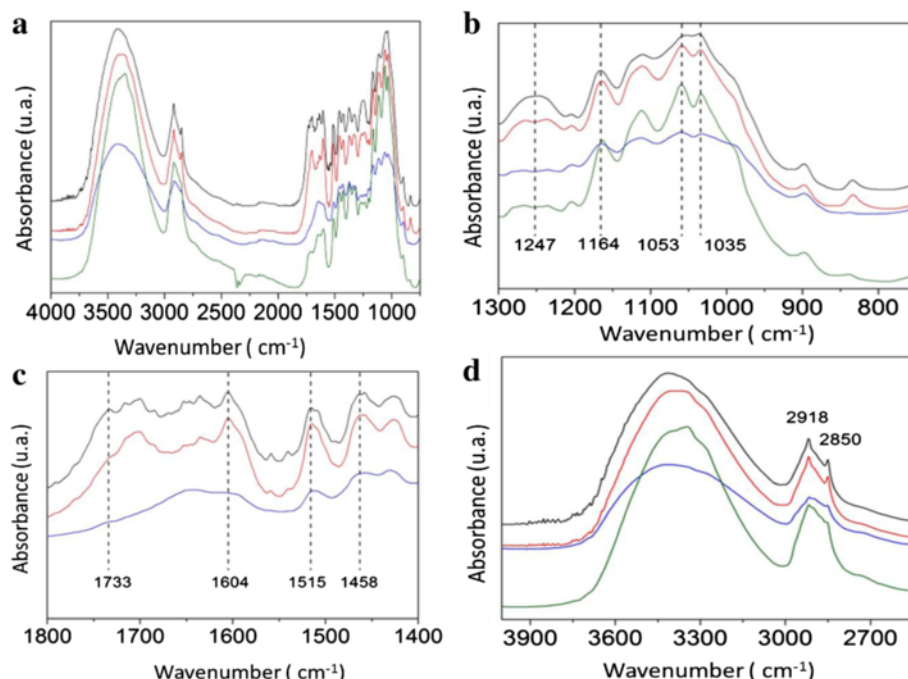 a
Absorbance (u.a.)
4000 3500 3000 2500 2000 1500 1000
Wavenumber ( cm-1)
b
Absorbance (u.a.)
1247 1164 1053 1035
1300 1200 1100 1000 900 800
Wavenumber ( cm-1)
c
Absorbance (u.a.)
1733 1604 1515 1458
1800 1700 1600 1500 1400
Wavenumber ( cm-1)
d
Absorbance (u.a.)
2918
2850
3900 3600 3300 3000 2700
Wavenumber ( cm-1)